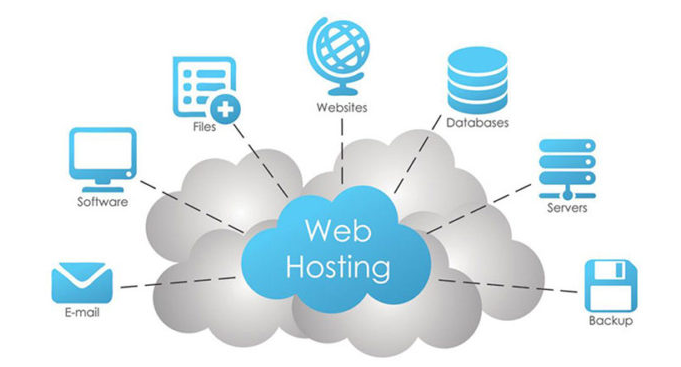 Websites
Files
Databases
Software
Servers
Web
Hosting
E-mail
Backup